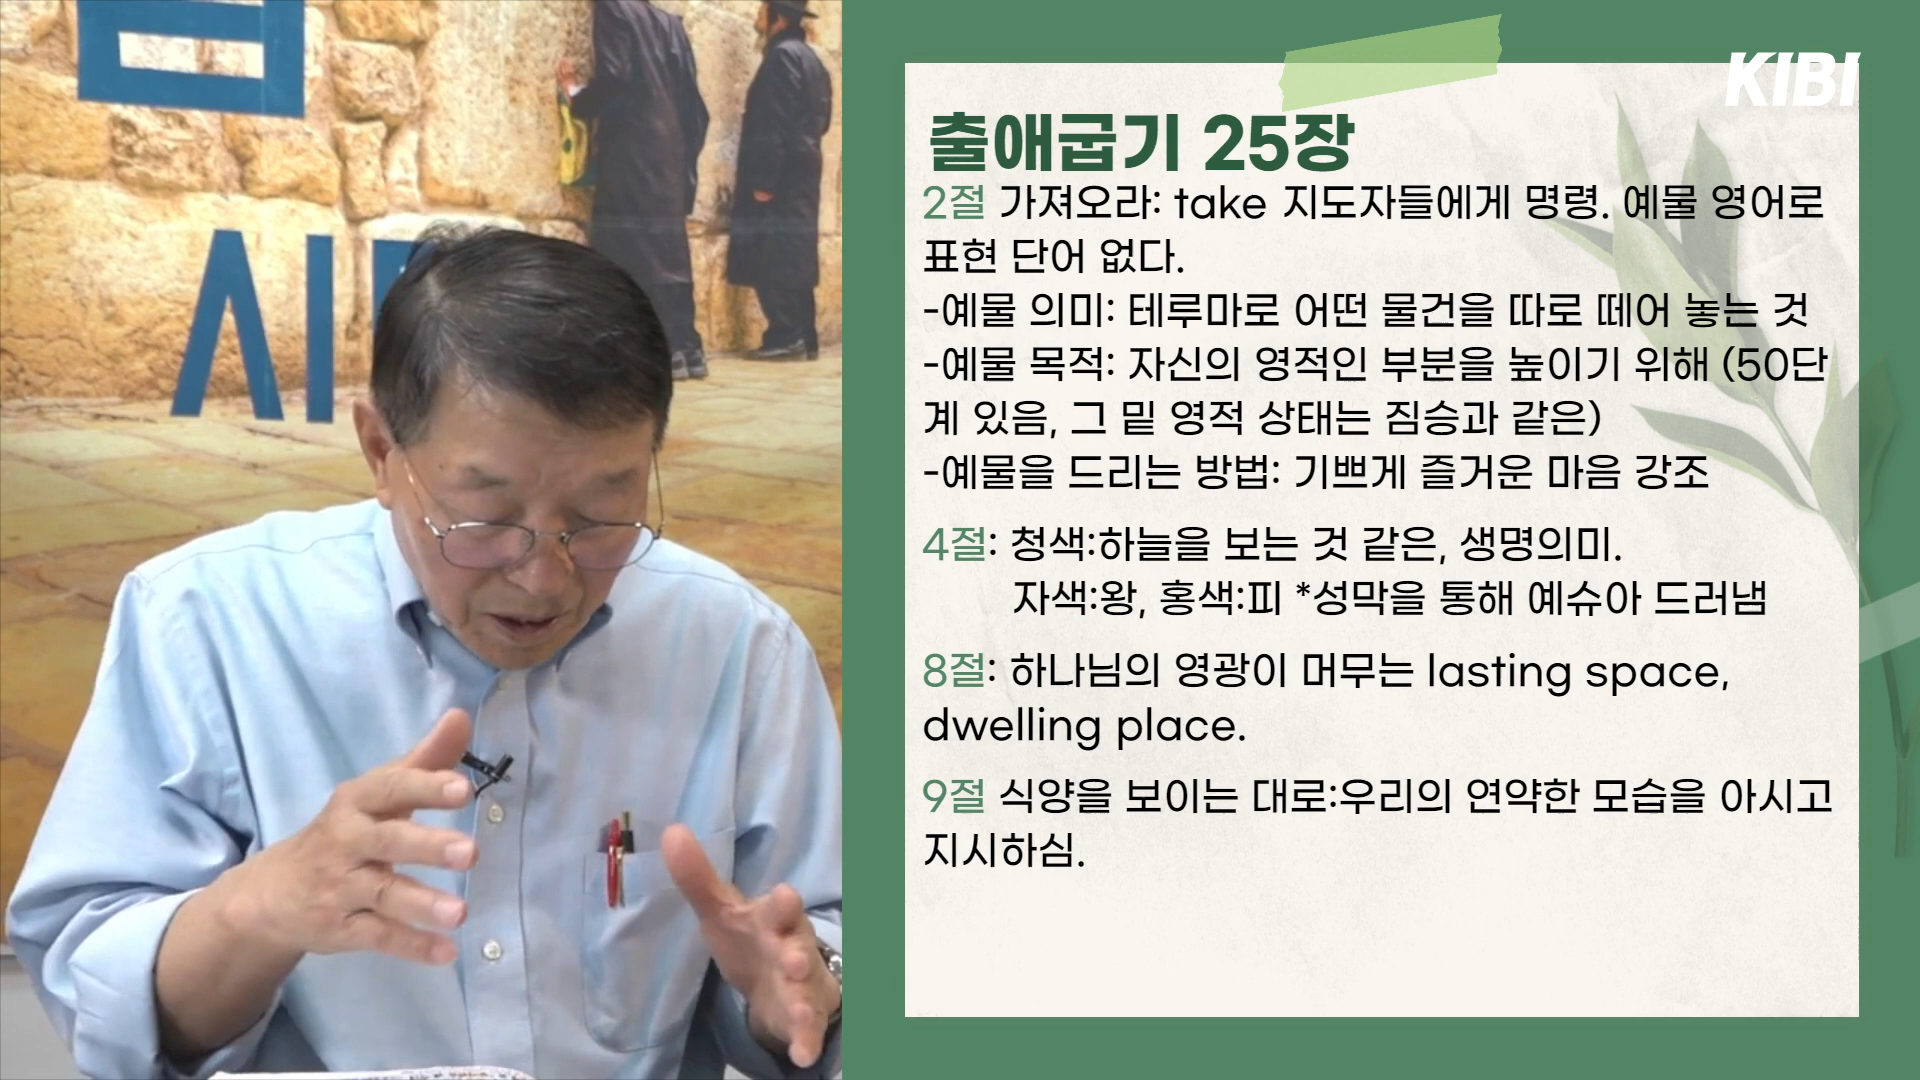 KIBI
시
출애굽기 25장
2절 가져오라: take 지도자들에게 명령. 예물 영어로
표현 단어 없다.
-예물 의미: 테루마로 어떤 물건을 따로 떼어 놓는 것
-예물 목적: 자신의 영적인 부분을 높이기 위해 (50단
계 있음, 그 밑 영적 상태는 짐승과 같은)
-예물을 드리는 방법: 기쁘게 즐거운 마음 강조
4절: 청색:하늘을 보는 것 같은, 생명의미.
자색:왕, 홍색:피 *성막을 통해 예슈아 드러냄
8절: 하나님의 영광이 머무는 lasting space,
dwelling place.
9절 식양을 보이는 대로:우리의 연약한 모습을 아시고
지시하심.